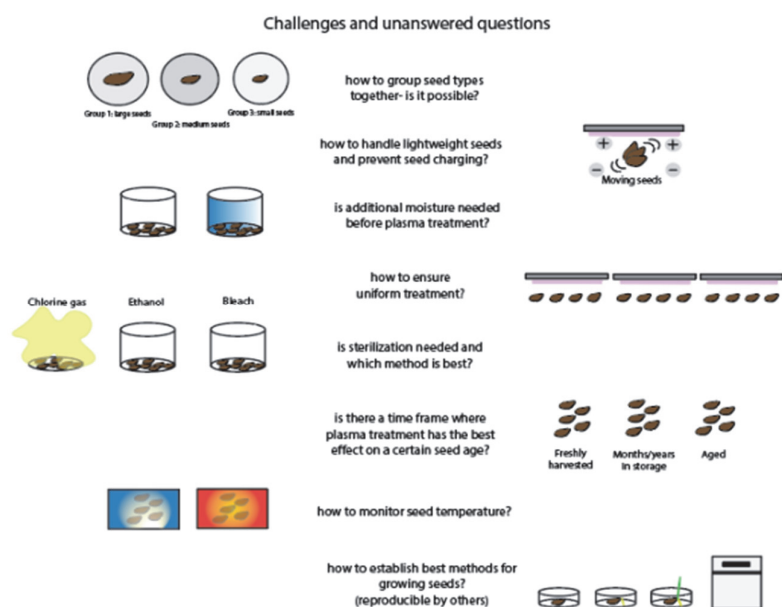 Challenges and unanswered questions
Group 1: large seeds
Group 2: medium seeds
Group 3: small seeds
how to group seed types
together- is it possible?
how to handle lightweight seeds
and prevent seed charging?
+ +
- -
Moving seeds
is additional moisture needed
before plasma treatment?
how to ensure
uniform treatment?
Chlorine gas
Ethanol
Bleach
is sterilization needed and
which method is best?
is there a time frame where
plasma treatment has the best
effect on a certain seed age?
Freshly
harvested
Months/years
In storage
Aged
how to monitor seed temperature?
how to establish best methods for
growing seeds?
(reproducible by others)